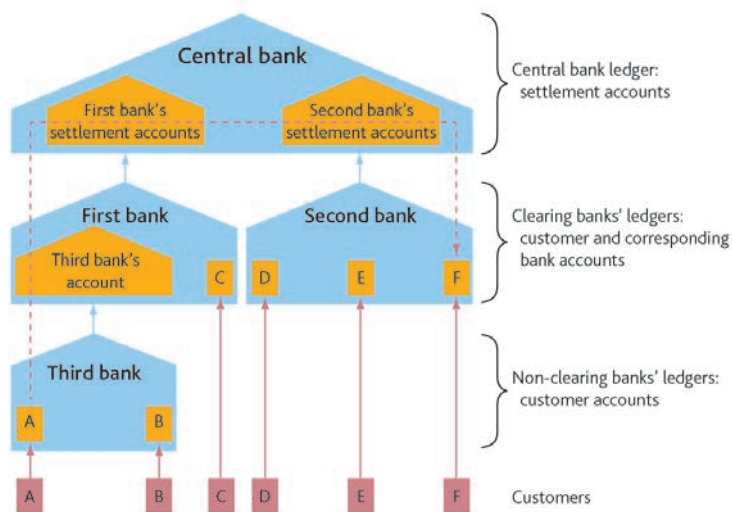 Central bank
First bank's
settlement accounts
Second bank's
settlement accounts
Central bank ledger:
settlement accounts
First bank
Third bank's
account
C
Second bank
D
E
F
Clearing banks' ledgers:
customer and corresponding
bank accounts
Third bank
A
B
Non-clearing banks' ledgers:
customer accounts
A
B
C
D
E
F
Customers